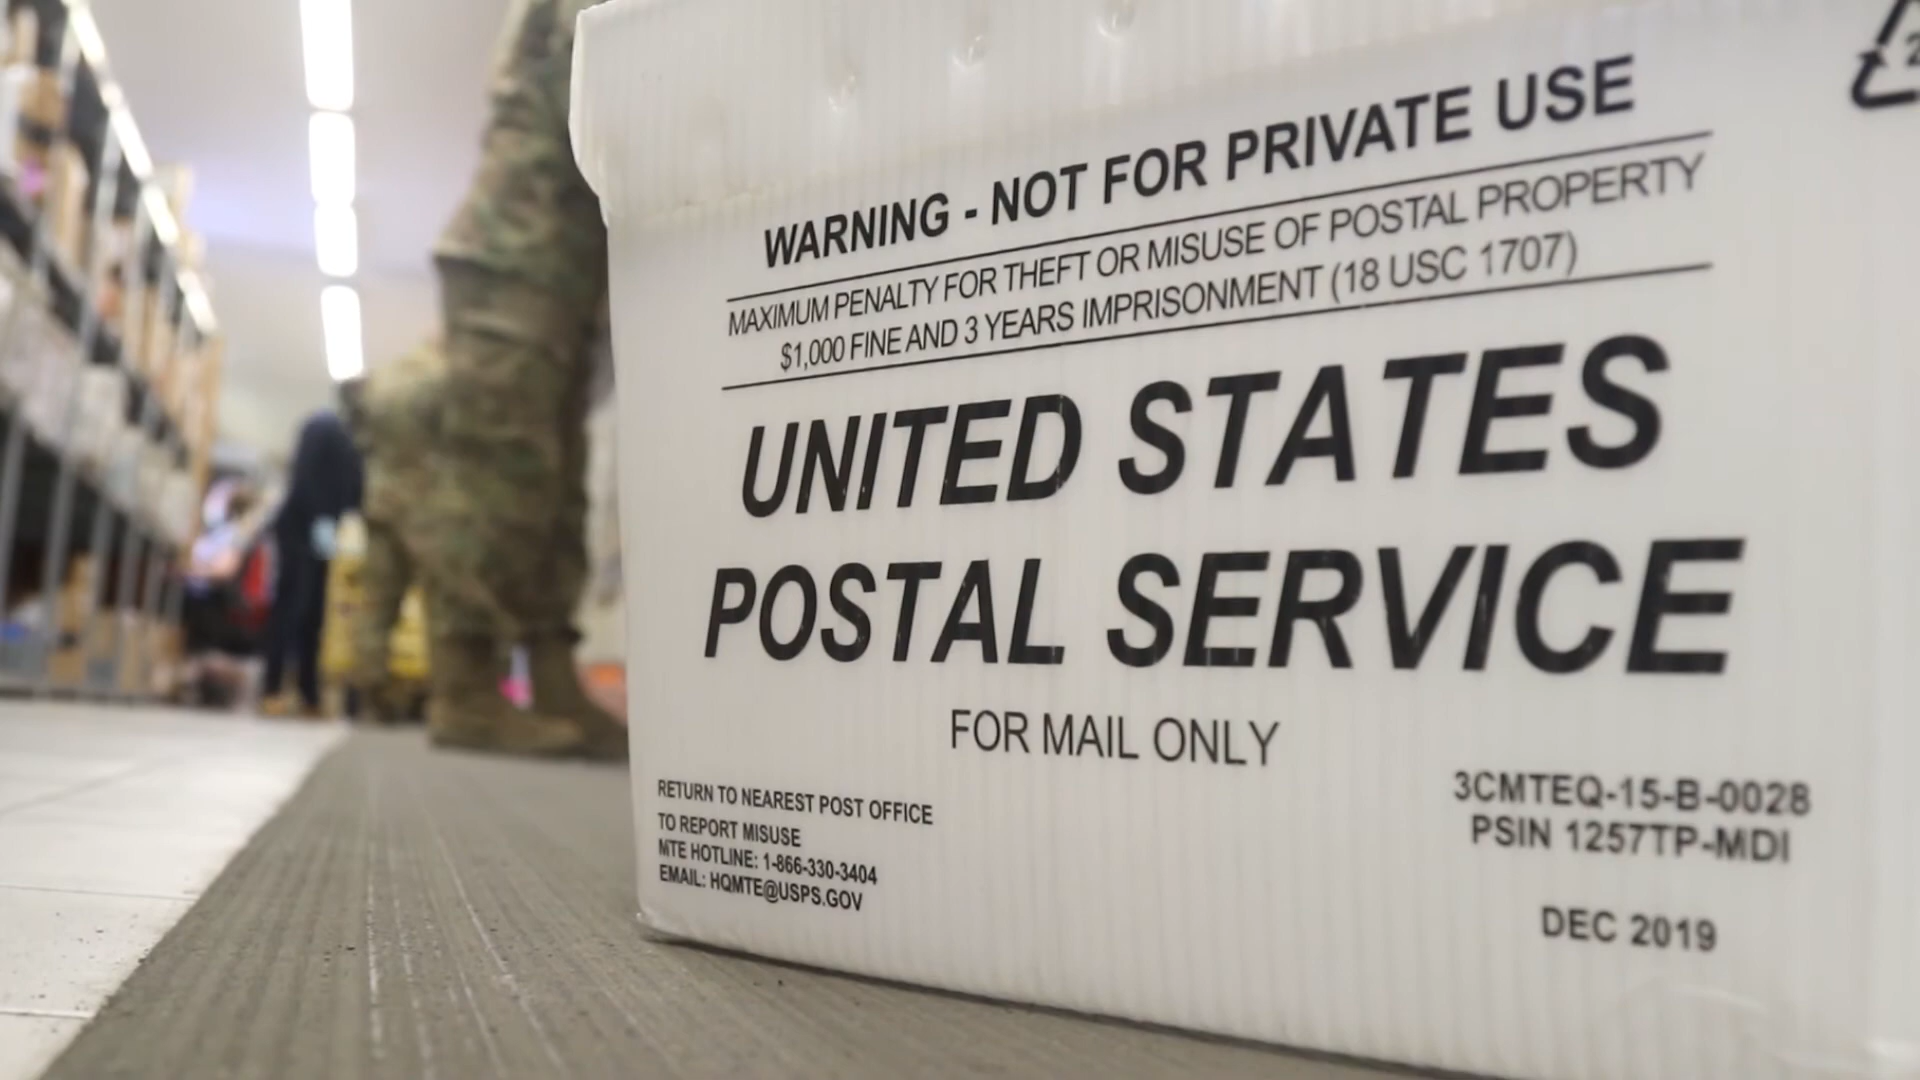 WARNING - NOT FOR PRIVATE USE
MAXIMUM PENALTY FOR THEFT OR MISUSE OF POSTAL PROPERTY
$1,000 FINE AND 3 YEARS IMPRISONMENT (18 USC 1707)
UNITED STATES
POSTAL SERVICE
FOR MAIL ONLY
RETURN TO NEAREST POST OFFICE
TO REPORT MISUSE
MTE HOTLINE: 1-866-330-3404
EMAIL: HQMTE@USPS.GOV
3CMTEQ-15-B-0028
PSIN 1257TP-MDI
DEC 2019
2